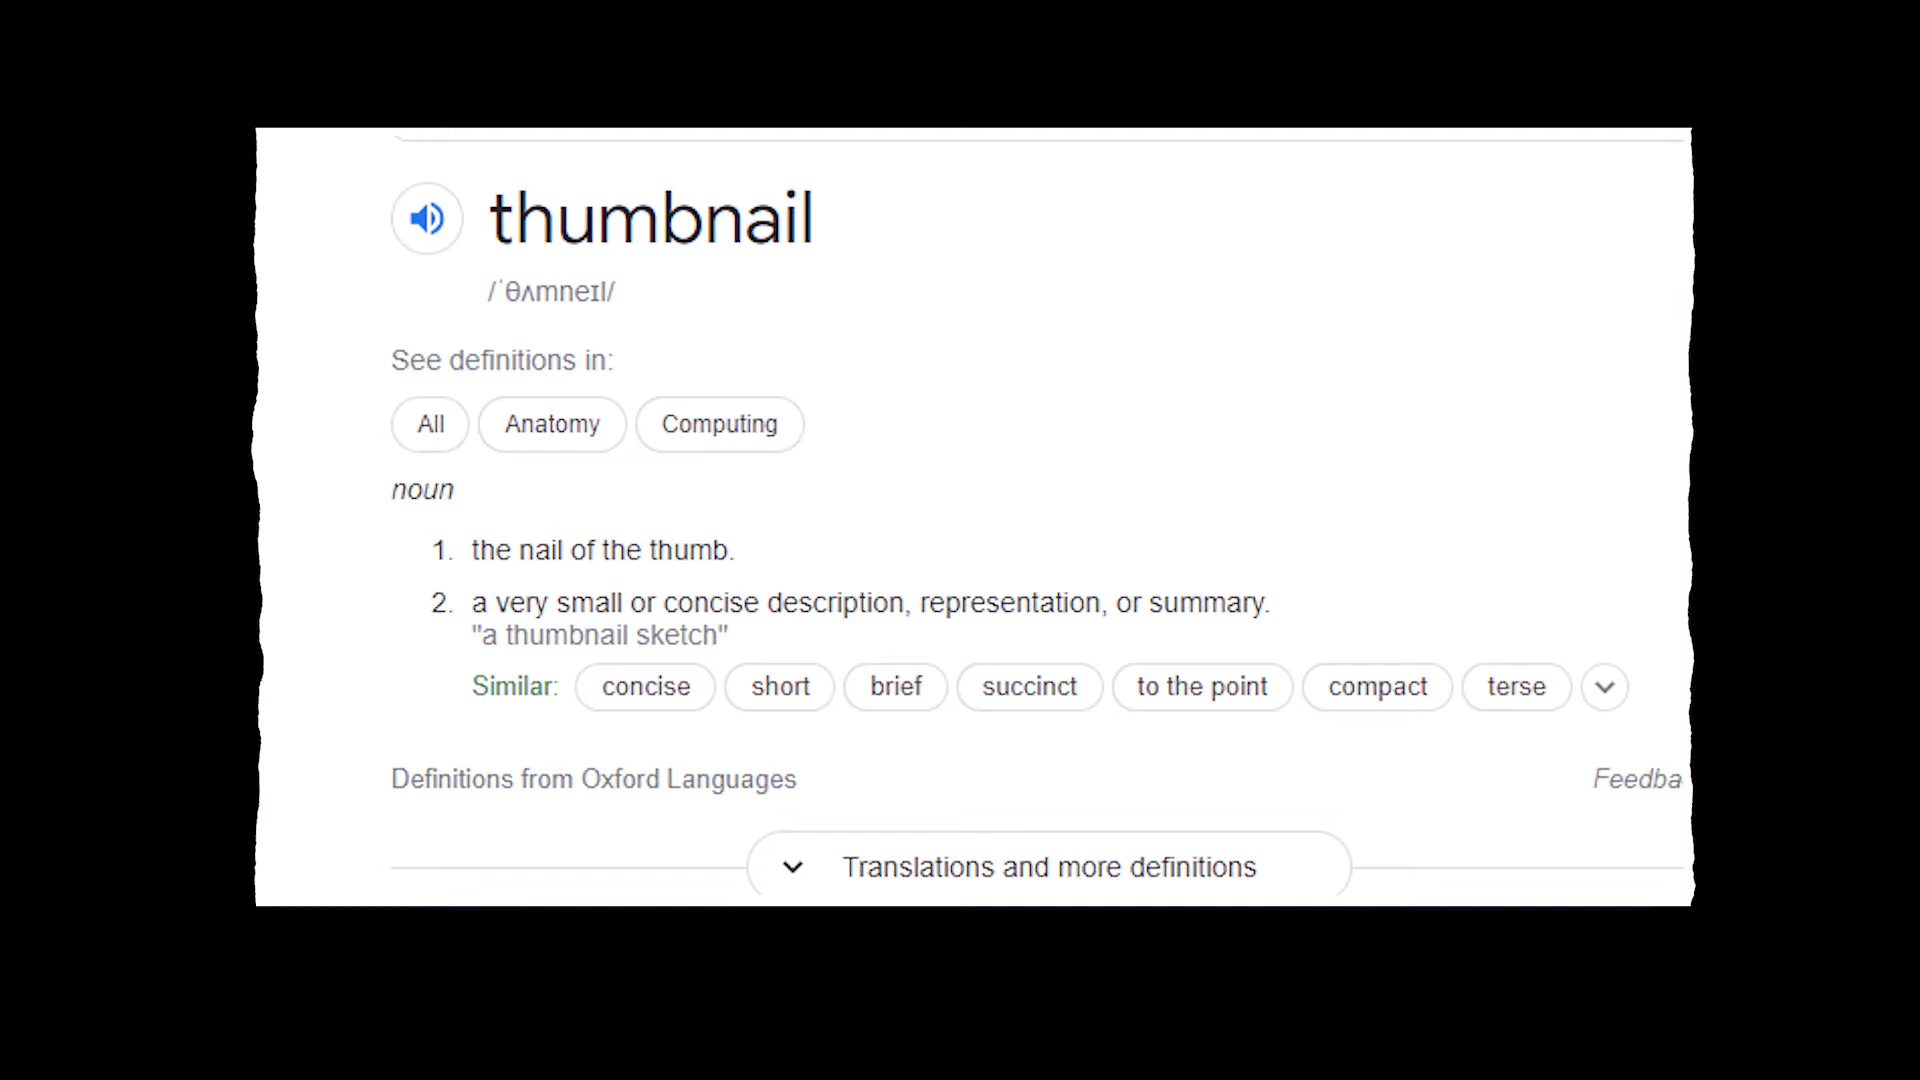 thumbnail
/ˈθʌmneɪl/
See definitions in:
All Anatomy Computing
noun
1. the nail of the thumb.
2. a very small or concise description, representation, or summary.
"a thumbnail sketch"
Similar: concise short brief succinct to the point compact terse
Definitions from Oxford Languages Feedba
Translations and more definitions